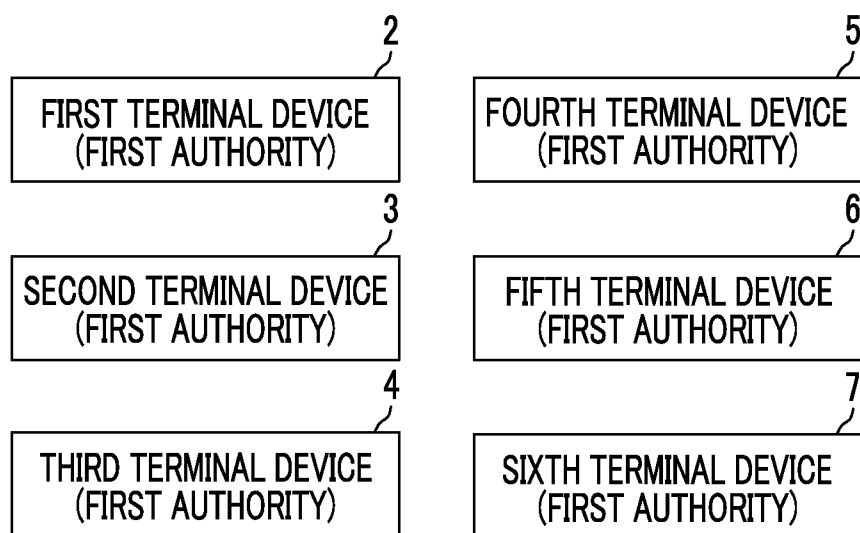 2
FIRST TERMINAL DEVICE
(FIRST AUTHORITY)
3
SECOND TERMINAL DEVICE
(FIRST AUTHORITY)
4
THIRD TERMINAL DEVICE
(FIRST AUTHORITY)
5
FOURTH TERMINAL DEVICE
(FIRST AUTHORITY)
6
FIFTH TERMINAL DEVICE
(FIRST AUTHORITY)
7
SIXTH TERMINAL DEVICE
(FIRST AUTHORITY)